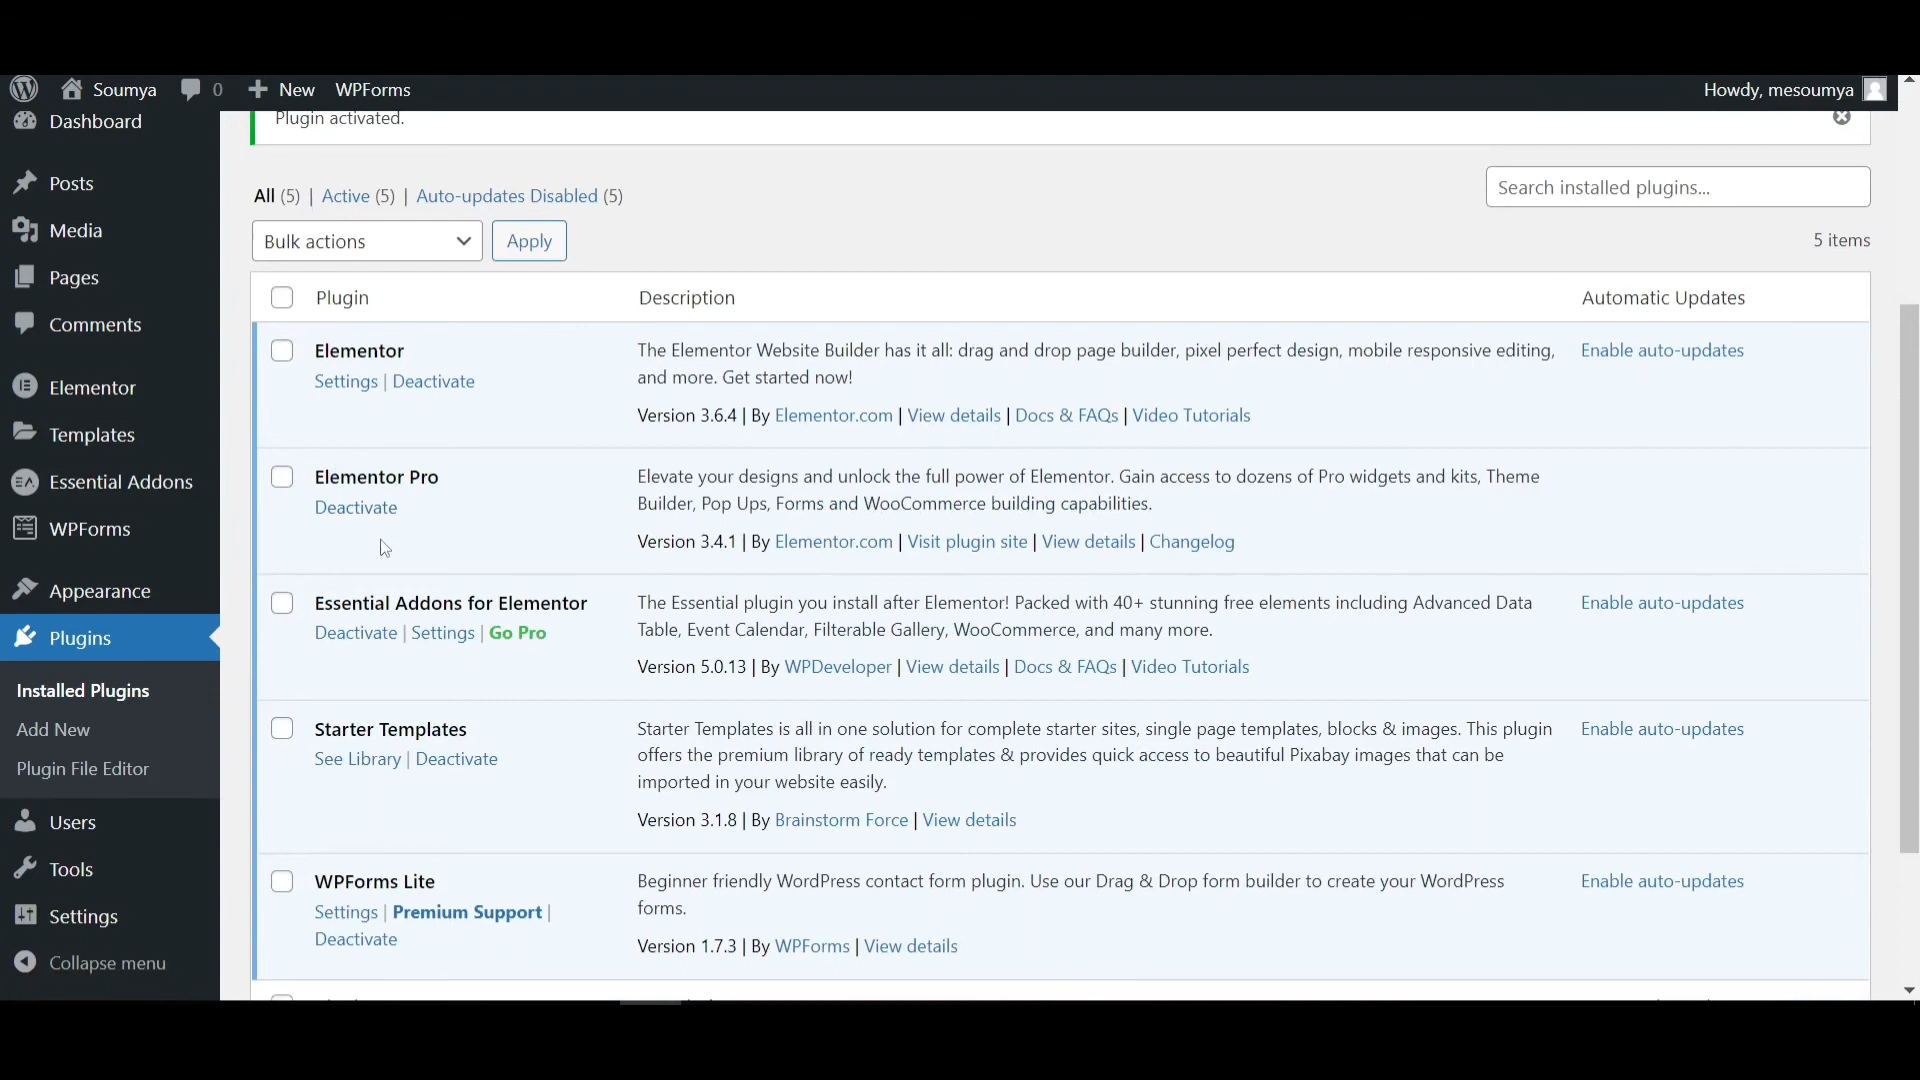 Soumya
0
New
WPForms
Howdy, mesoumya
Dashboard
Posts
Media
Pages
Comments
Elementor
Templates
Essential Addons
WPForms
Appearance
Plugins
Installed Plugins
Add New
Plugin File Editor
Users
Tools
Settings
Collapse menu
Plugin activated.
All (5) | Active (5) | Auto-updates Disabled (5)
Search installed plugins...
Bulk actions
Apply
5 items
Plugin
Description
Automatic Updates
Elementor
Settings | Deactivate
The Elementor Website Builder has it all: drag and drop page builder, pixel perfect design, mobile responsive editing,
and more. Get started now!
Version 3.6.4 | By Elementor.com | View details | Docs & FAQs | Video Tutorials
Enable auto-updates
Elementor Pro
Deactivate
Elevate your designs and unlock the full power of Elementor. Gain access to dozens of Pro widgets and kits, Theme
Builder, Pop Ups, Forms and WooCommerce building capabilities.
Version 3.4.1 | By Elementor.com | Visit plugin site | View details | Changelog
Essential Addons for Elementor
Deactivate | Settings | Go Pro
The Essential plugin you install after Elementor! Packed with 40+ stunning free elements including Advanced Data
Table, Event Calendar, Filterable Gallery, WooCommerce, and many more.
Version 5.0.13 | By WPDeveloper | View details | Docs & FAQs | Video Tutorials
Enable auto-updates
Starter Templates
See Library | Deactivate
Starter Templates is all in one solution for complete starter sites, single page templates, blocks & images. This plugin
offers the premium library of ready templates & provides quick access to beautiful Pixabay images that can be
imported in your website easily.
Version 3.1.8 | By Brainstorm Force | View details
Enable auto-updates
WPForms Lite
Settings | Premium Support |
Deactivate
Beginner friendly WordPress contact form plugin. Use our Drag & Drop form builder to create your WordPress
forms.
Version 1.7.3 | By WPForms | View details
Enable auto-updates